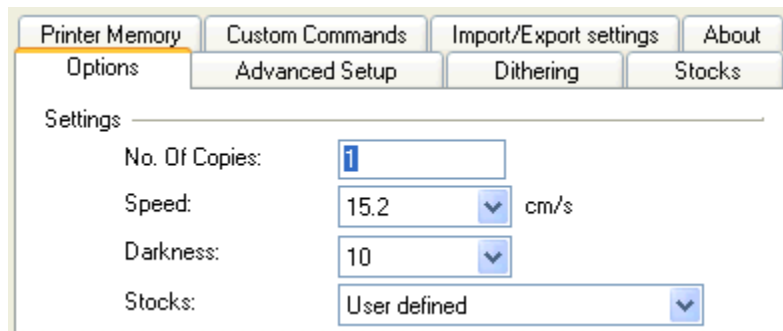 Printer Memory Custom Commands Import/Export settings About
Options Advanced Setup Dithering Stocks
Settings
No. Of Copies: 1
Speed: 15.2 cm/s
Darkness: 10
Stocks: User defined